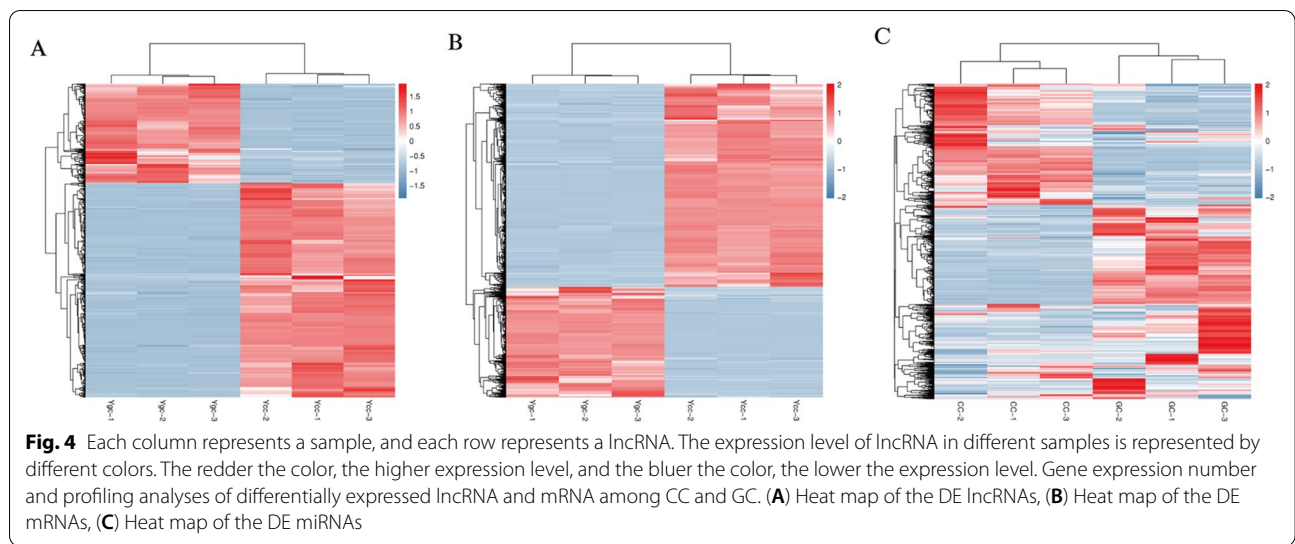 A
B
C
1.5
1
0.5
0
−0.5
−1
−1.5
2
1
0
−1
−2
2
1
0
−1
−2
Ygc−1
Ygc−2
Ygc−3
Ycc−2
Ycc−1
Ycc−3
Ygc−1
Ygc−2
Ygc−3
Ycc−2
Ycc−1
Ycc−3
CC−2
CC−1
CC−3
GC−2
GC−1
GC−3
Fig. 4 Each column represents a sample, and each row represents a lncRNA. The expression level of lncRNA in different samples is represented by
different colors. The redder the color, the higher expression level, and the bluer the color, the lower the expression level. Gene expression number
and profiling analyses of differentially expressed lncRNA and mRNA among CC and GC. (A) Heat map of the DE lncRNAs, (B) Heat map of the DE
mRNAs, (C) Heat map of the DE miRNAs